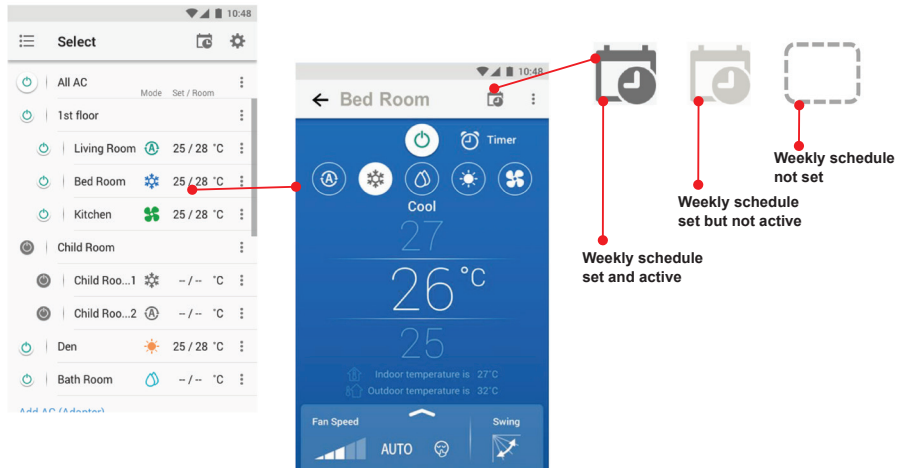 10:48
Select
All AC
Mode Set / Room
1st floor
Living Room A 25 / 28 °C
Bed Room 25 / 28 °C
Kitchen 25 / 28 °C
Child Room
Child Roo...1 -- / -- °C
Child Roo...2 A -- / -- °C
Den 25 / 28 °C
Bath Room -- / -- °C
Add AC (Adaptor)
10:48
Bed Room
Timer
A
Cool
27
26 °C
25
Indoor temperature is 27°C
Outdoor temperature is 32°C
Fan Speed
Swing
AUTO
Weekly schedule
not set
Weekly schedule
set but not active
Weekly schedule
set and active